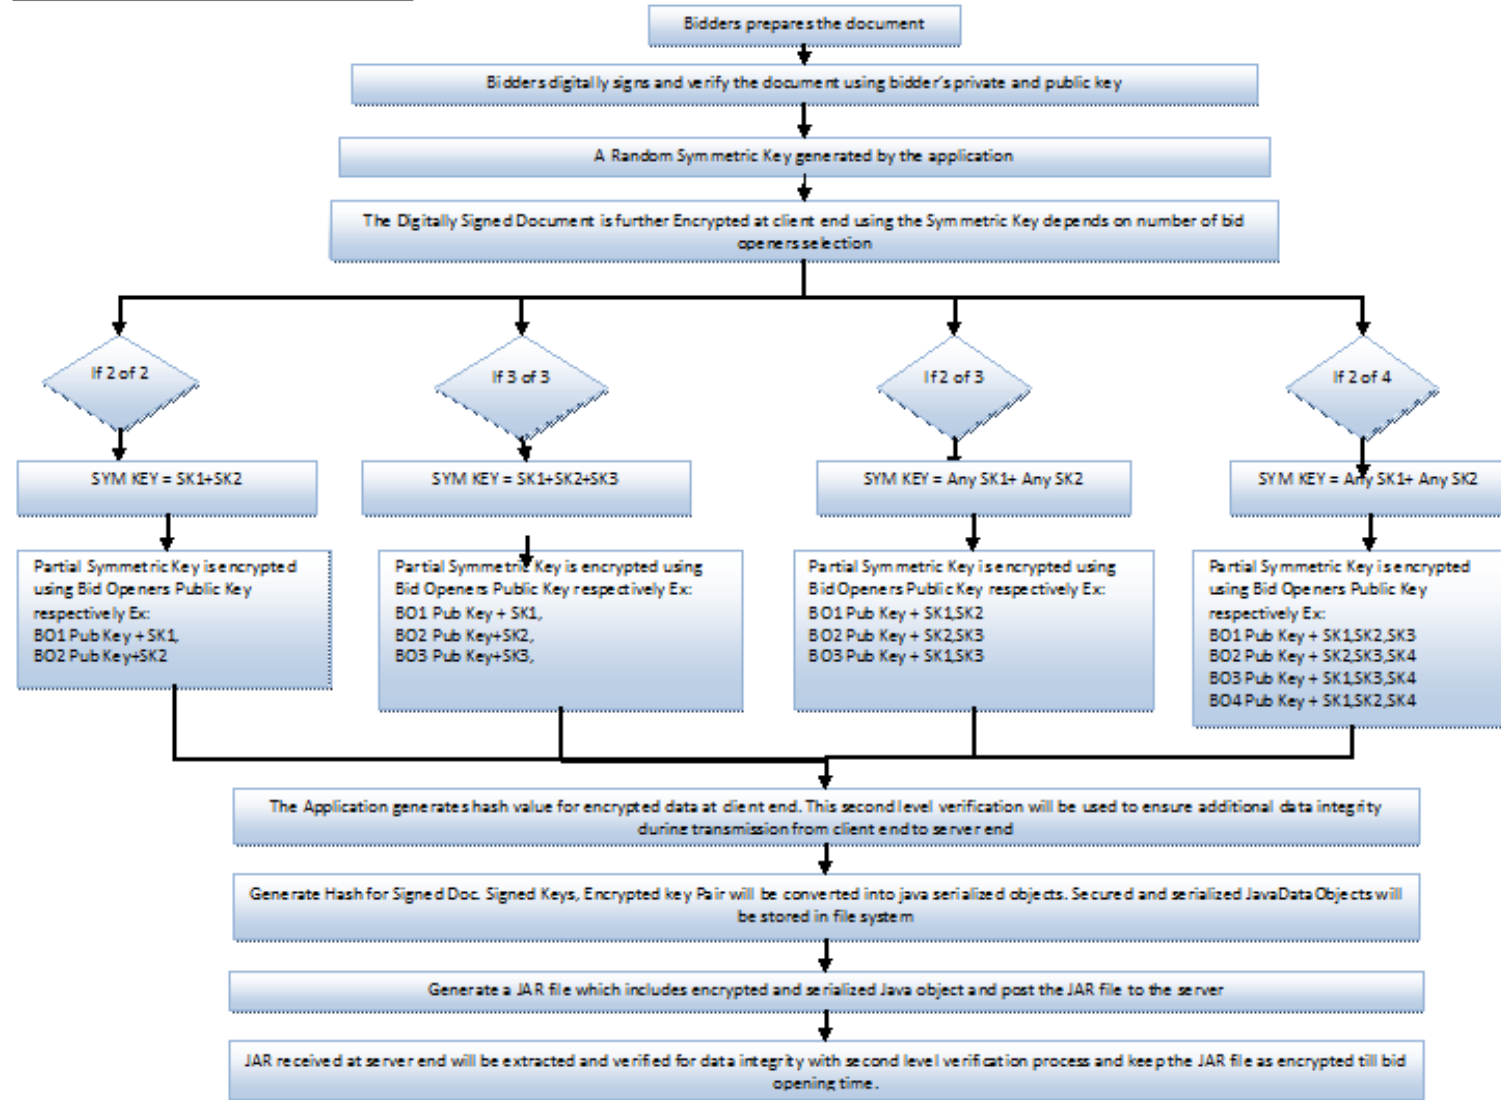 Bidders prepares the document
Bidders digitally signs and verify the document using bidder's private and public key
A Random Symmetric Key generated by the application
The Digitally Signed Document is further Encrypted at client end using the Symmetric Key depends on number of bid
openers selection
If 2 of 2
If 3 of 3
If 2 of 3
If 2 of 4
SYM KEY = SK1+SK2
SYM KEY = SK1+SK2+SK3
SYM KEY = Any SK1+ Any SK2
SYM KEY = Any SK1+ Any SK2
Partial Symmetric Key is encrypted
using Bid Openers Public Key
respectively Ex:
BO1 Pub Key + SK1,
BO2 Pub Key+SK2
Partial Symmetric Key is encrypted using
Bid Openers Public Key respectively Ex:
BO1 Pub Key + SK1,
BO2 Pub Key+SK2,
BO3 Pub Key+SK3,
Partial Symmetric Key is encrypted using
Bid Openers Public Key respectively Ex:
BO1 Pub Key + SK1,SK2
BO2 Pub Key + SK2,SK3
BO3 Pub Key + SK1,SK3
Partial Symmetric Key is encrypted
using Bid Openers Public Key
respectively Ex:
BO1 Pub Key + SK1,SK2,SK3
BO2 Pub Key + SK2,SK3,SK4
BO3 Pub Key + SK1,SK3,SK4
BO4 Pub Key + SK1,SK2,SK4
The Application generates hash value for encrypted data at client end. This second level verification will be used to ensure additional data integrity
during transmission from client end to server end
Generate Hash for Signed Doc. Signed Keys, Encrypted key Pair will be converted into java serialized objects. Secured and serialized JavaData Objects will
be stored in file system
Generate a JAR file which includes encrypted and serialized Java object and post the JAR file to the server
JAR received at server end will be extracted and verified for data integrity with second level verification process and keep the JAR file as encrypted till bid
opening time.